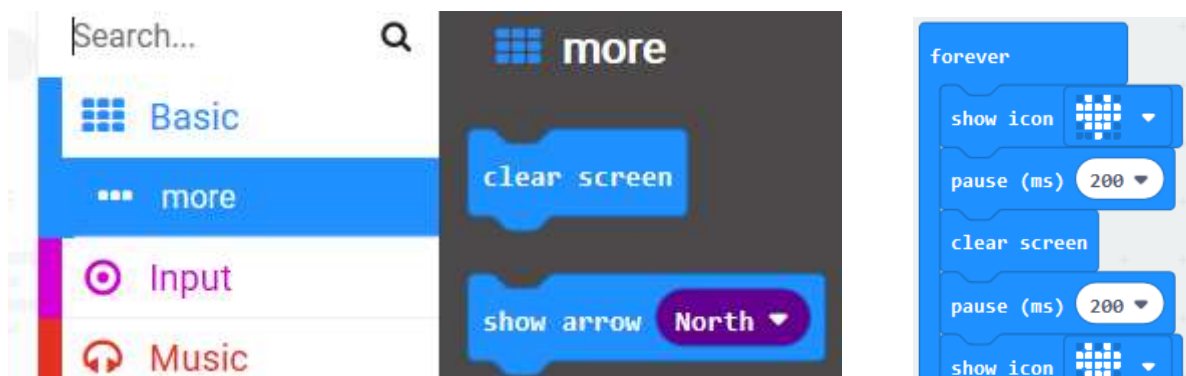 Search...
Basic
more
Input
Music
more
clear screen
show arrow North
forever
show icon
pause (ms) 200
clear screen
pause (ms) 200
show icon